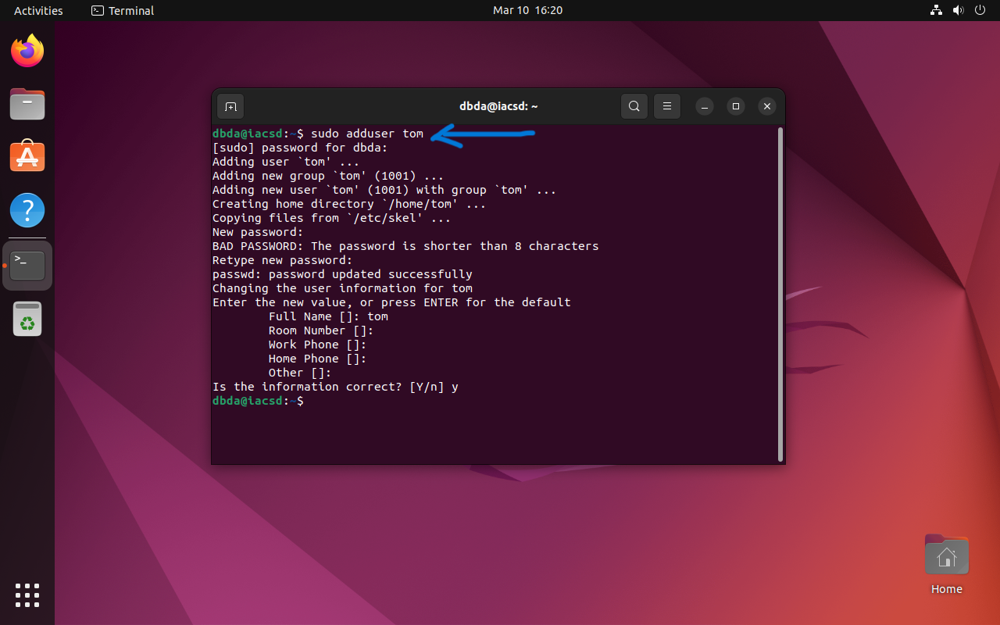 Activities
Terminal
Mar 10 16:20
dbda@iacsd: ~
dbda@iacsd:~$ sudo adduser tom
[sudo] password for dbda:
Adding user `tom' ...
Adding new group `tom' (1001) ...
Adding new user `tom' (1001) with group `tom' ...
Creating home directory `/home/tom' ...
Copying files from `/etc/skel' ...
New password:
BAD PASSWORD: The password is shorter than 8 characters
Retype new password:
passwd: password updated successfully
Changing the user information for tom
Enter the new value, or press ENTER for the default
Full Name []: tom
Room Number []:
Work Phone []:
Home Phone []:
Other []:
Is the information correct? [Y/n] y
dbda@iacsd:~$
Home